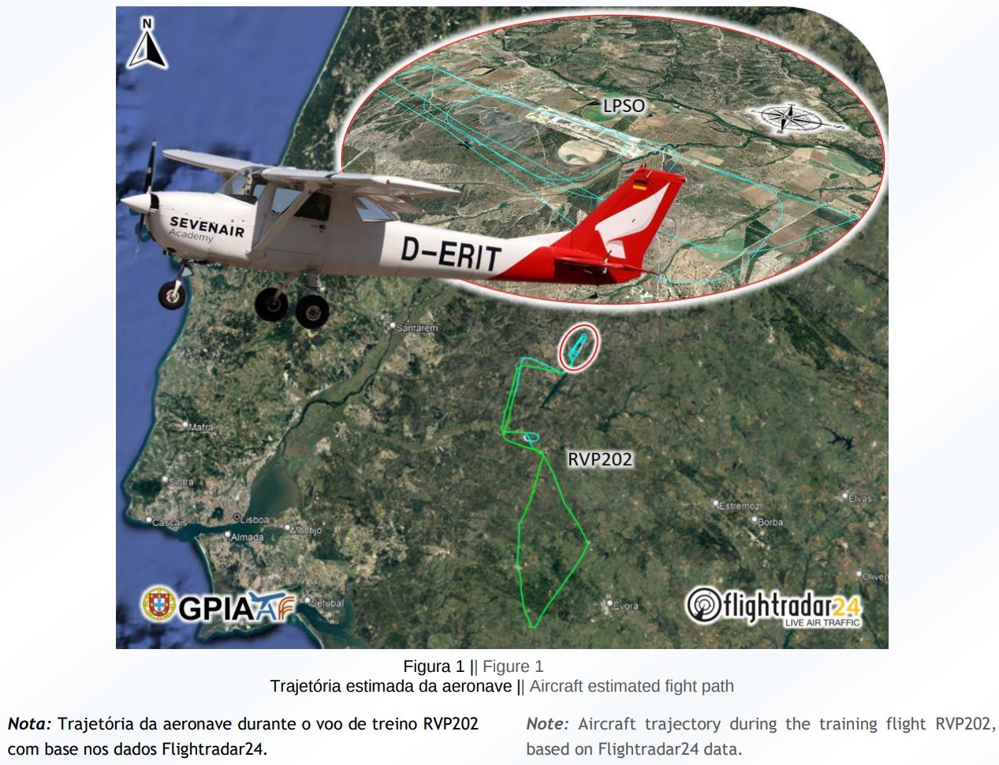 N
LPSO
SEVENAIR
Academy
D-ERIT
Santarém
Mafra
RVP202
Sintra
Estremoz
Elvas
Cascais
Lisboa
Borba
Almada
Montijo
Oliven
GPIAAF
Setúbal
Evora
flightradar24
LIVE AIR TRAFFIC
Figura 1 || Figure 1
Trajetória estimada da aeronave || Aircraft estimated fight path
Nota: Trajetória da aeronave durante o voo de treino RVP202
com base nos dados Flightradar24.
Note: Aircraft trajectory during the training flight RVP202,
based on Flightradar24 data.